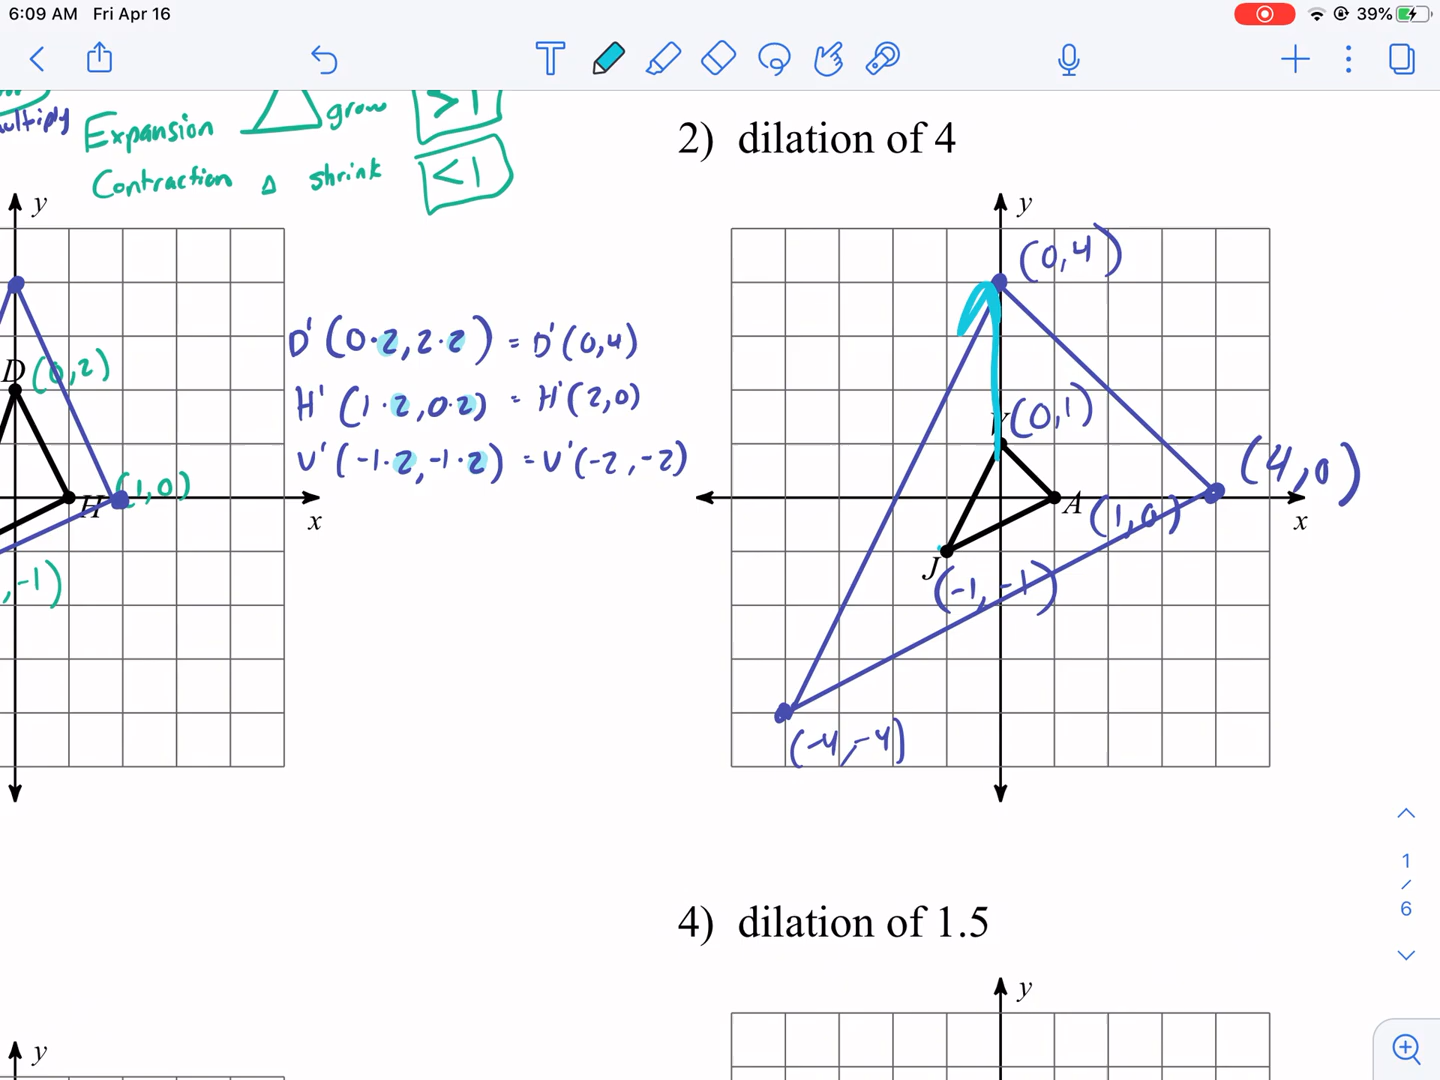 6:09 AM Fri Apr 16
39%
T
multiply
Expansion grow >1
Contraction shrink <1
2) dilation of 4
y
D (0,2)
H (1,0)
,-1)
x
D' (0·2, 2·2) = D'(0,4)
H' (1·2, 0·2) = H'(2,0)
V' (-1·2, -1·2) = V'(-2,-2)
y
(0,4)
(0,1)
(4,0)
A (1,0)
x
J (-1,-1)
(-4,-4)
1
/
6
4) dilation of 1.5
y
y